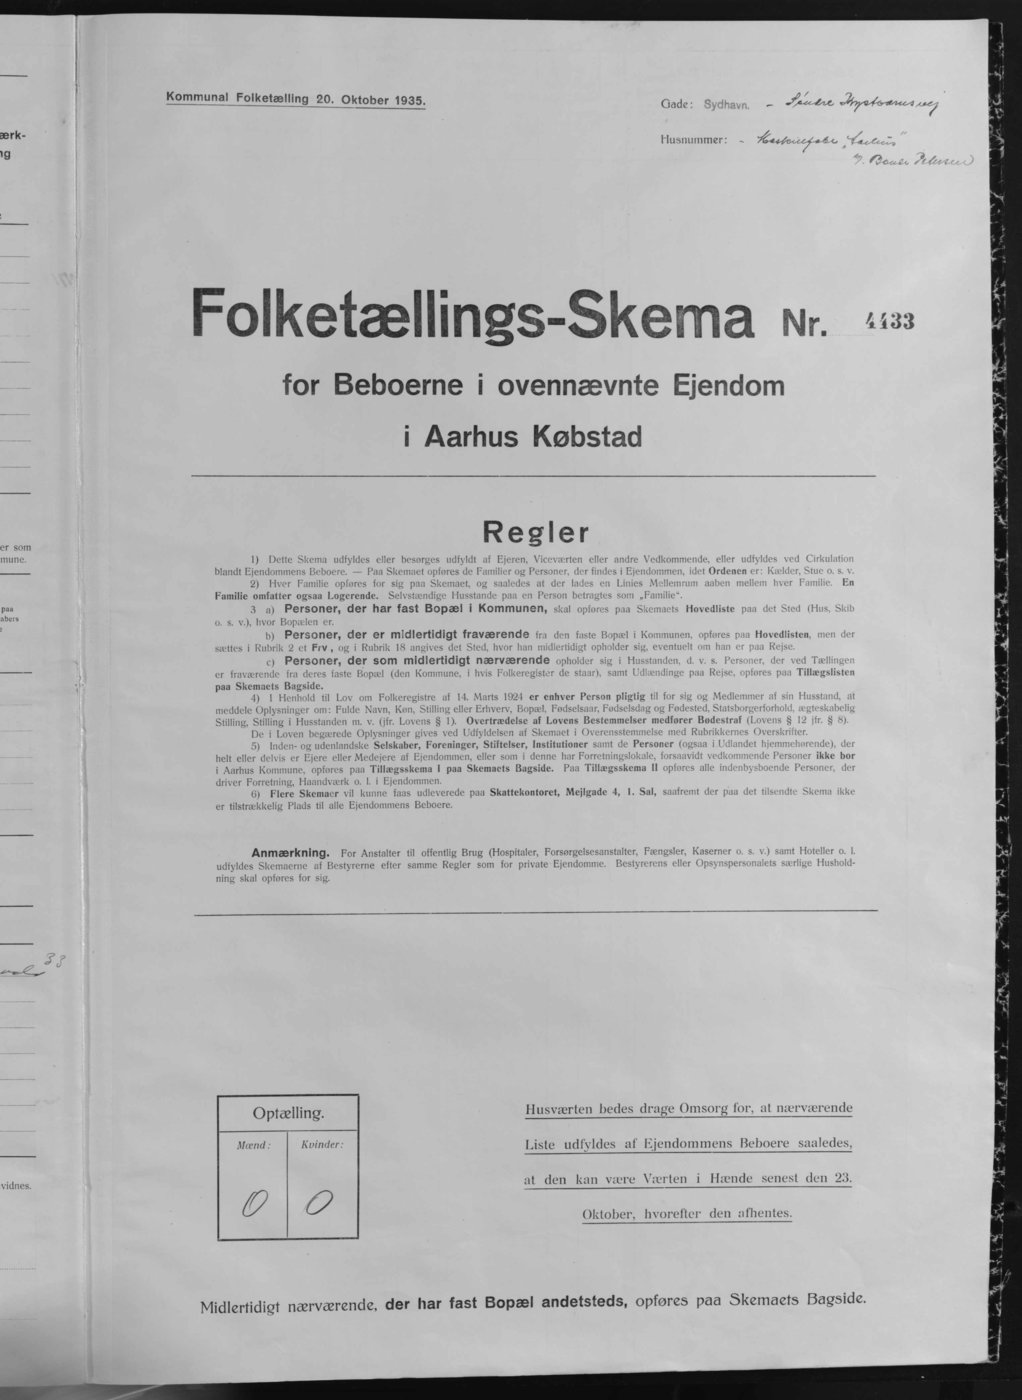 ærk-
ng
er som
mune.
paa
abers
33
vidnes.
Kommunal Folketælling 20. Oktober 1935.
Gade: Sydhavn. - Søndre
Husnummer: - "Aarhus"
Petersen
Folketællings-Skema Nr. 4433
for Beboerne i ovennævnte Ejendom
i Aarhus Købstad
Regler
1) Dette Skema udfyldes eller besørges udfyldt af Ejeren, Viceværten eller andre Vedkommende, eller udfyldes ved Cirkulation
blandt Ejendommens Beboere. — Paa Skemaet opføres de Familier og Personer, der findes i Ejendommen, idet Ordenen er: Kælder, Stue o. s. v.
2) Hver Familie opføres for sig paa Skemaet, og saaledes at der lades en Linies Mellemrum aaben mellem hver Familie. En
Familie omfatter ogsaa Logerende. Selvstændige Husstande paa en Person betragtes som „Familie“.
3 a) Personer, der har fast Bopæl i Kommunen, skal opføres paa Skemaets Hovedliste paa det Sted (Hus, Skib
o. s. v.), hvor Bopælen er.
b) Personer, der er midlertidigt fraværende fra den faste Bopæl i Kommunen, opføres paa Hovedlisten, men der
sættes i Rubrik 2 et Frv., og i Rubrik 18 angives det Sted, hvor han midlertidigt opholder sig, eventuelt om han er paa Rejse.
c) Personer, der som midlertidigt nærværende opholder sig i Husstanden, d. v. s. Personer, der ved Tællingen
er fraværende fra deres faste Bopæl (den Kommune, i hvis Folkeregister de staar), samt Udlændinge paa Rejse, opføres paa Tillægslisten
paa Skemaets Bagside.
4) I Henhold til Lov om Folkeregistre af 14. Marts 1924 er enhver Person pligtig til for sig og Medlemmer af sin Husstand, at
meddele Oplysninger om: Fulde Navn, Køn, Stilling eller Erhverv, Bopæl, Fødselsaar, Fødselsdag og Fødested, Statsborgerforhold, ægteskabelig
Stilling, Stilling i Husstanden m. v. (jfr. Lovens § 1). Overtrædelse af Lovens Bestemmelser medfører Bødestraf (Lovens § 12 jfr. § 8).
De i Loven begærede Oplysninger gives ved Udfyldelsen af Skemaet i Overensstemmelse med Rubrikkernes Overskrifter.
5) Inden- og udenlandske Selskaber, Foreninger, Stiftelser, Institutioner samt de Personer (ogsaa i Udlandet hjemmehørende), der
helt eller delvis er Ejere eller Medejere af Ejendommen, eller som i denne har Forretningslokale, forsaavidt vedkommende Personer ikke bor
i Aarhus Kommune, opføres paa Tillægsskema I paa Skemaets Bagside. Paa Tillægsskema II opføres alle indenbysboende Personer, der
driver Forretning, Haandværk o. l. i Ejendommen.
6) Flere Skemaer vil kunne faas udleverede paa Skattekontoret, Mejlgade 4, 1. Sal, saafremt der paa det tilsendte Skema ikke
er tilstrækkelig Plads til alle Ejendommens Beboere.
Anmærkning. For Anstalter til offentlig Brug (Hospitaler, Forsørgelsesanstalter, Fængsler, Kaserner o. s. v.) samt Hoteller o. l.
udfyldes Skemaerne af Bestyrerne efter samme Regler som for private Ejendomme. Bestyrerens eller Opsynspersonalets særlige Hushold-
ning skal opføres for sig.
Optælling.
Mænd: Kvinder:
0 0
Husværten bedes drage Omsorg for, at nærværende
Liste udfyldes af Ejendommens Beboere saaledes,
at den kan være Værten i Hænde senest den 23.
Oktober, hvorefter den afhentes.
Midlertidigt nærværende, der har fast Bopæl andetsteds, opføres paa Skemaets Bagside.